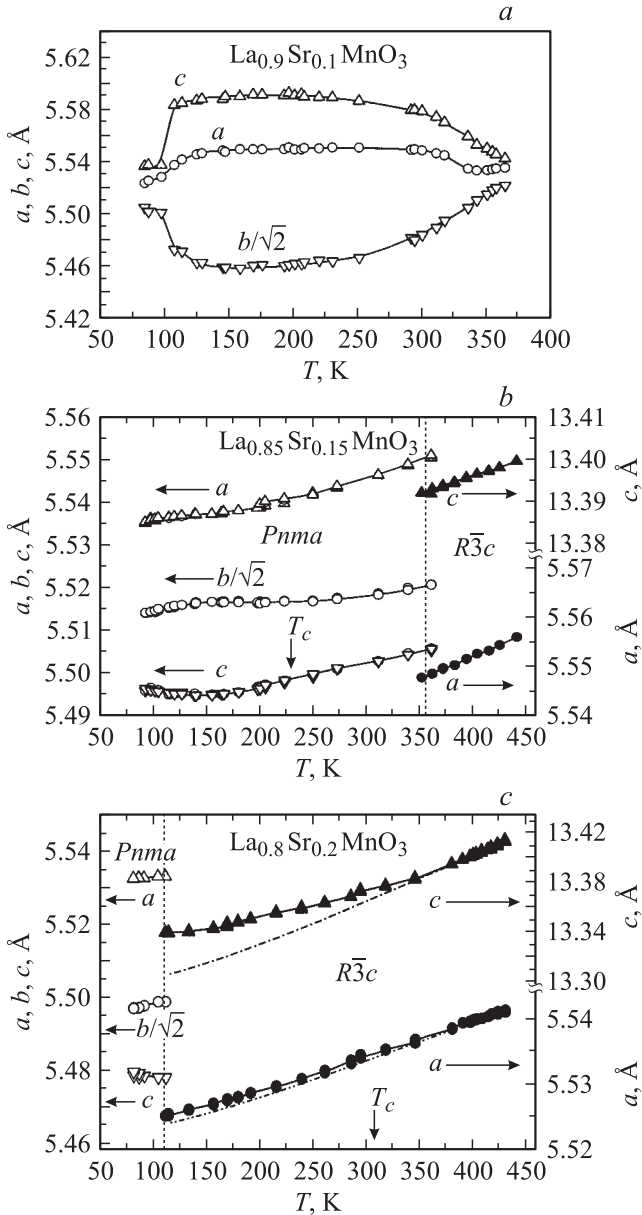 a
La0.9Sr0.1MnO3
5.62
5.58
5.54
5.50
5.46
5.42
a, b, c, Å
c
a
b/√2
50 100 150 200 250 300 350 400
T, K
b
La0.85Sr0.15MnO3
5.56
5.55
5.54
5.53
5.52
5.51
5.50
5.49
a, b, c, Å
a
Pnma
b/√2
Tc
c
R3̅c
c
a
13.41
13.40
13.39
13.38
c, Å
5.57
5.56
5.55
5.54
a, Å
50 100 150 200 250 300 350 400 450
T, K
c
La0.8Sr0.2MnO3
Pnma
5.54
5.52
5.50
5.48
5.46
a, b, c, Å
a
b/√2
c
R3̅c
c
a
Tc
13.42
13.38
13.34
13.30
c, Å
5.54
5.53
5.52
a, Å
50 100 150 200 250 300 350 400 450
T, K